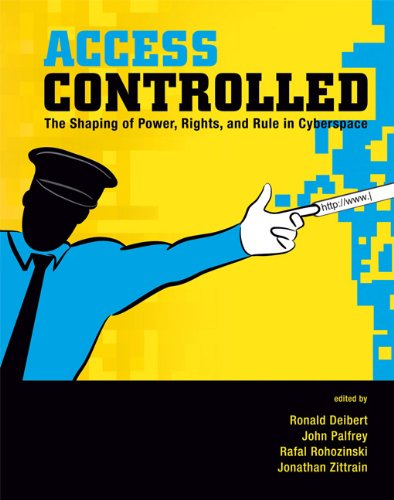 ACCESS
CONTROLLED
The Shaping of Power, Rights, and Rule in Cyberspace
http://www.|
edited by
Ronald Deibert
John Palfrey
Rafal Rohozinski
Jonathan Zittrain